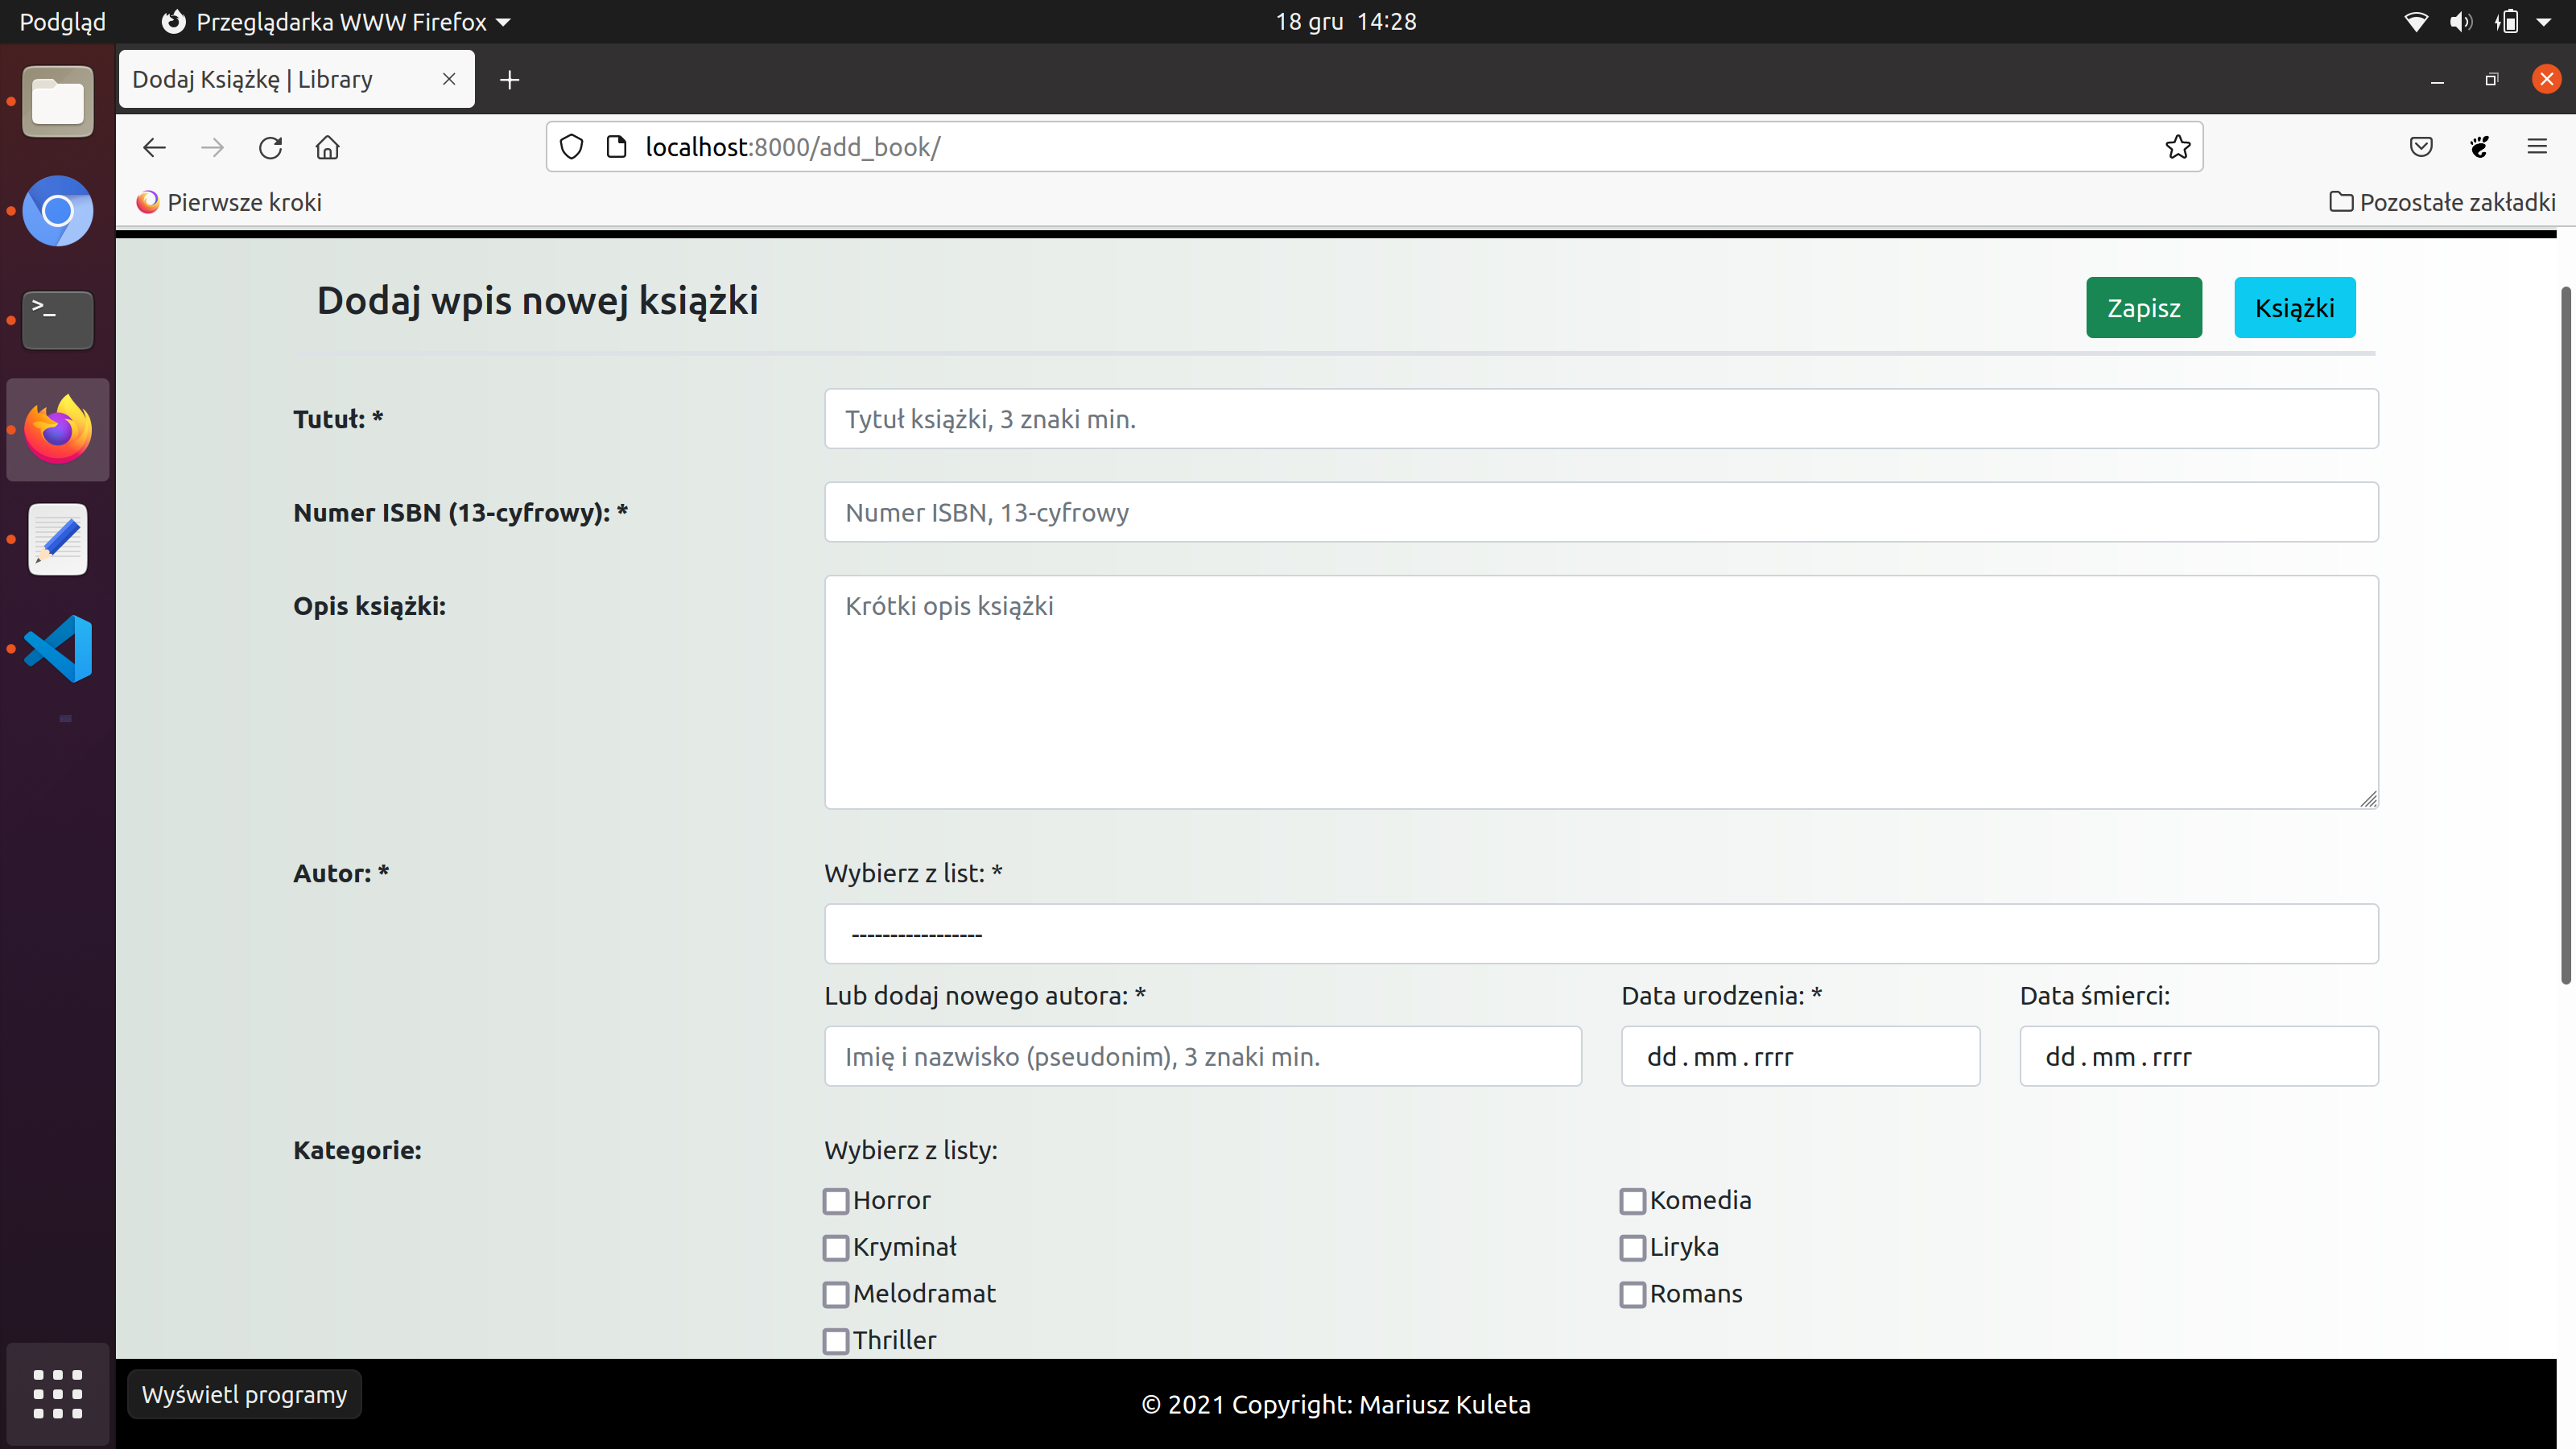 Podgląd Przeglądarka WWW Firefox 18 gru 14:28
Dodaj Książkę | Library
localhost:8000/add_book/
Pierwsze kroki Pozostałe zakładki
Dodaj wpis nowej książki Zapisz Książki
Tutuł: * Tytuł książki, 3 znaki min.
Numer ISBN (13-cyfrowy): * Numer ISBN, 13-cyfrowy
Opis książki: Krótki opis książki
Autor: * Wybierz z list: *
-----------------
Lub dodaj nowego autora: * Data urodzenia: * Data śmierci:
Imię i nazwisko (pseudonim), 3 znaki min. dd . mm . rrrr dd . mm . rrrr
Kategorie: Wybierz z listy:
Horror Komedia
Kryminał Liryka
Melodramat Romans
Thriller
Wyświetl programy
© 2021 Copyright: Mariusz Kuleta